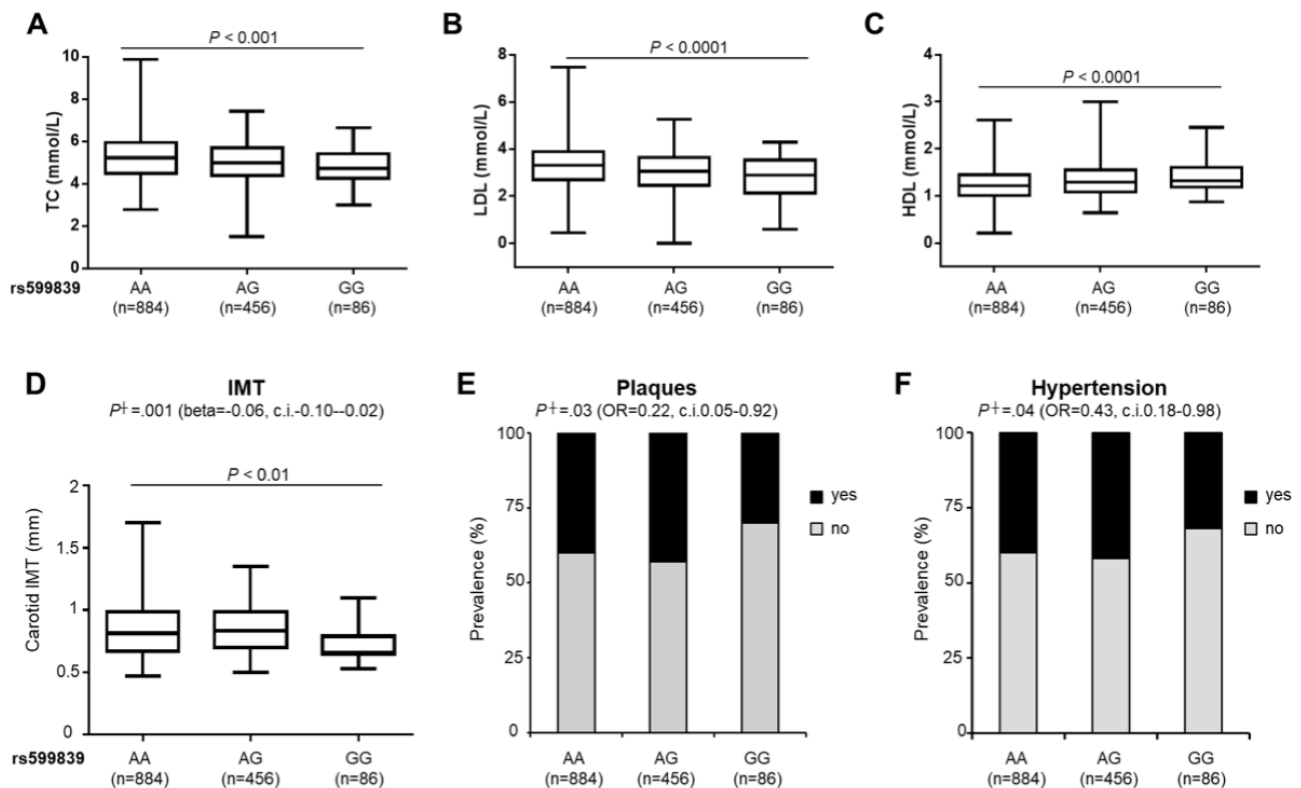 A
P < 0.001
TC (mmol/L)
10
8
6
4
2
0
rs599839
AA
(n=884)
AG
(n=456)
GG
(n=86)
B
P < 0.0001
LDL (mmol/L)
8
6
4
2
0
AA
(n=884)
AG
(n=456)
GG
(n=86)
C
P < 0.0001
HDL (mmol/L)
4
3
2
1
0
AA
(n=884)
AG
(n=456)
GG
(n=86)
D
IMT
P⸸=.001 (beta=-0.06, c.i.-0.10--0.02)
P < 0.01
Carotid IMT (mm)
2
1.5
1
0.5
0
rs599839
AA
(n=884)
AG
(n=456)
GG
(n=86)
E
Plaques
P⸸=.03 (OR=0.22, c.i.0.05-0.92)
Prevalence (%)
100
75
50
25
0
yes
no
AA
(n=884)
AG
(n=456)
GG
(n=86)
F
Hypertension
P⸸=.04 (OR=0.43, c.i.0.18-0.98)
Prevalence (%)
100
75
50
25
0
yes
no
AA
(n=884)
AG
(n=456)
GG
(n=86)